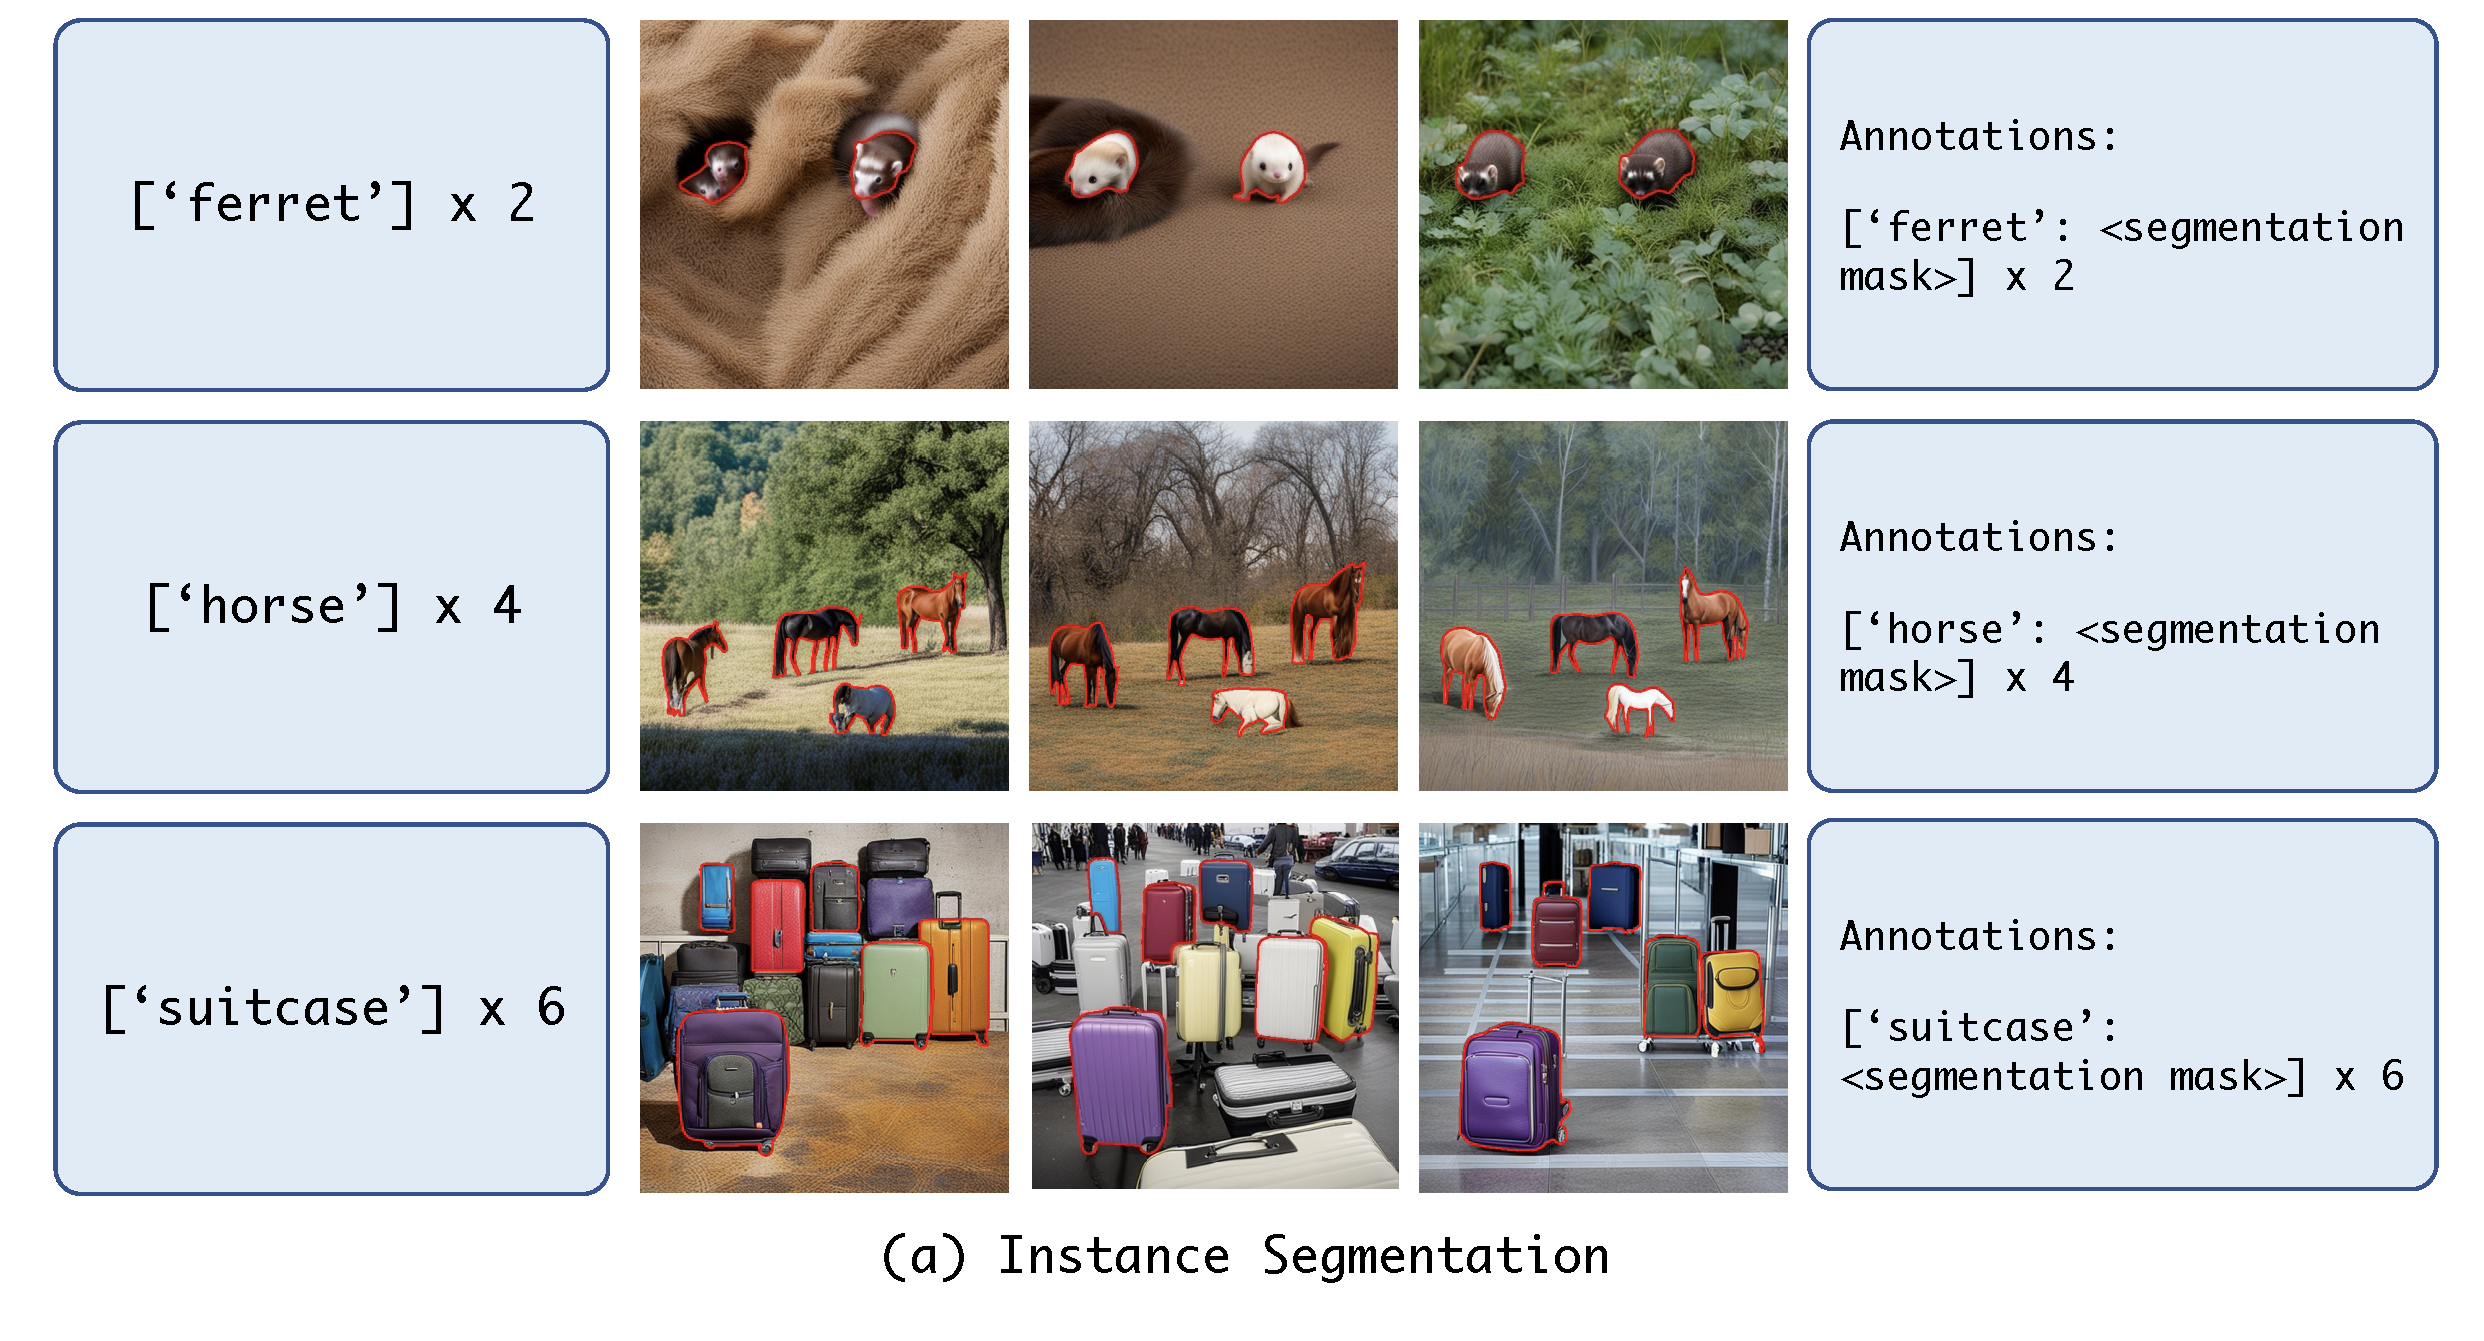 [‘ferret’] x 2
Annotations:
[‘ferret’: <segmentation
mask>] x 2
[‘horse’] x 4
Annotations:
[‘horse’: <segmentation
mask>] x 4
[‘suitcase’] x 6
Annotations:
[‘suitcase’:
<segmentation mask>] x 6
(a) Instance Segmentation